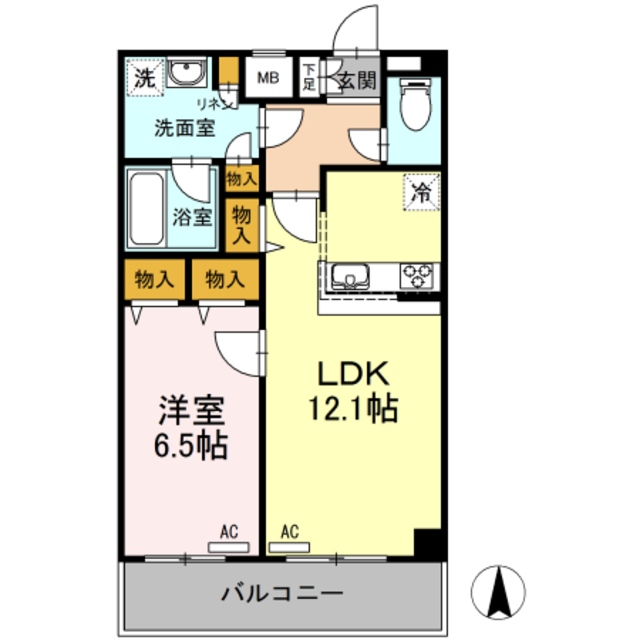 洗
MB
下足
玄関
リネン
洗面室
物入
冷
浴室
物入
物入
物入
LDK
12.1帖
洋室
6.5帖
AC
AC
バルコニー